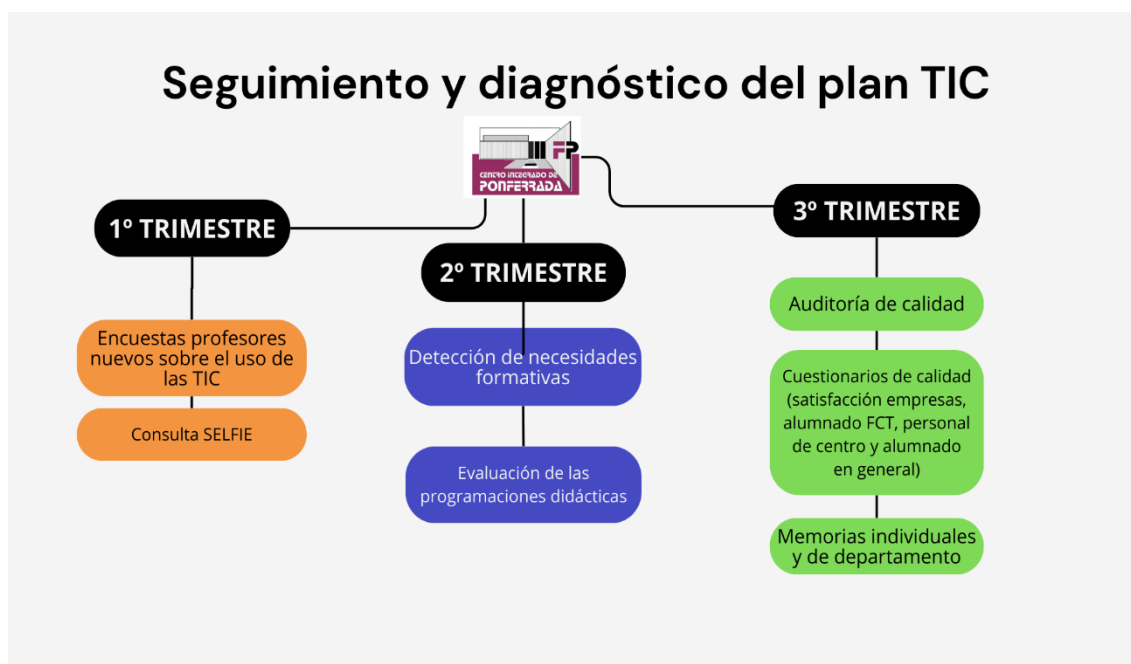 Seguimiento y diagnóstico del plan TIC
FP
CENTRO INTEGRADO DE
PONFERRADA
1º TRIMESTRE
Encuestas profesores
nuevos sobre el uso de
las TIC
Consulta SELFIE
2º TRIMESTRE
Detección de necesidades
formativas
Evaluación de las
programaciones didácticas
3º TRIMESTRE
Auditoría de calidad
Cuestionarios de calidad
(satisfacción empresas,
alumnado FCT, personal
de centro y alumnado
en general)
Memorias individuales
y de departamento